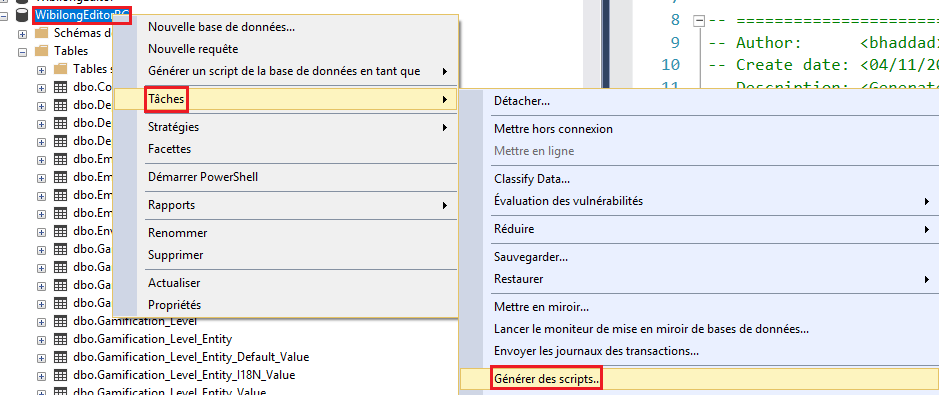 WibilongEditor
Schémas d
Tables
Tables s
dbo.Co
dbo.De
dbo.De
dbo.De
dbo.Em
dbo.Em
dbo.Em
dbo.Em
dbo.Env
dbo.Gar
dbo.Ga
dbo.Ga
dbo.Ga
dbo.Gamification_Level
dbo.Gamification_Level_Entity
dbo.Gamification_Level_Entity_Default_Value
dbo.Gamification_Level_Entity_I18N_Value
dbo.Gamification_Level_Entity_Value
Nouvelle base de données...
Nouvelle requête
Générer un script de la base de données en tant que
Tâches
Stratégies
Facettes
Démarrer PowerShell
Rapports
Renommer
Supprimer
Actualiser
Propriétés
Détacher...
Mettre hors connexion
Mettre en ligne
Classify Data...
Évaluation des vulnérabilités
Réduire
Sauvegarder...
Restaurer
Mettre en miroir...
Lancer le moniteur de mise en miroir de bases de données...
Envoyer les journaux des transactions...
Générer des scripts...
7
8 -- =======================
9 -- Author: <bhaddad
10 -- Create date: <04/11/20
11 -- Description: <Generat